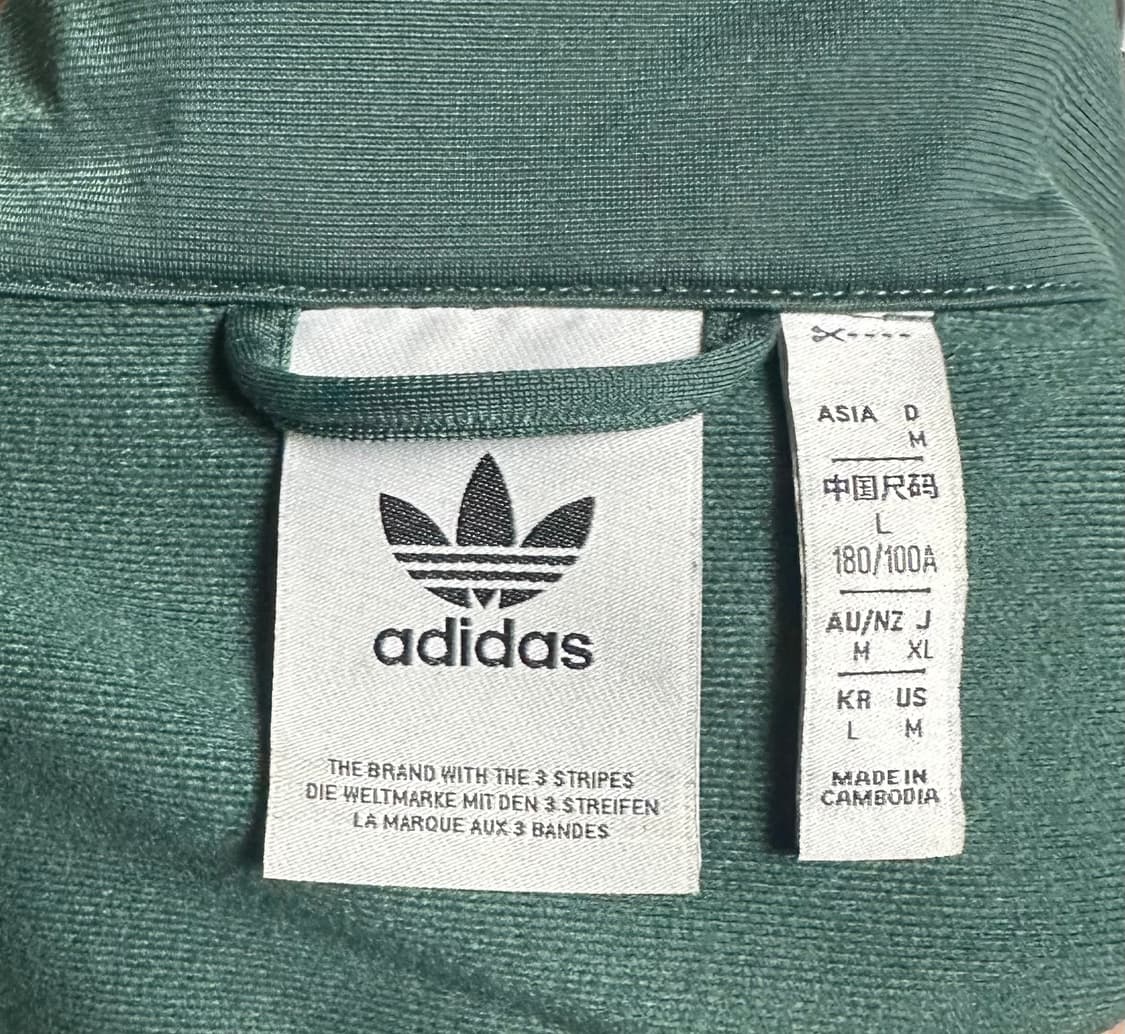 adidas
THE BRAND WITH THE 3 STRIPES
DIE WELTMARKE MIT DEN 3 STREIFEN
LA MARQUE AUX 3 BANDES
ASIA D
M
中国尺码
L
180/100A
AU/NZ J
M XL
KR US
L M
MADE IN
CAMBODIA